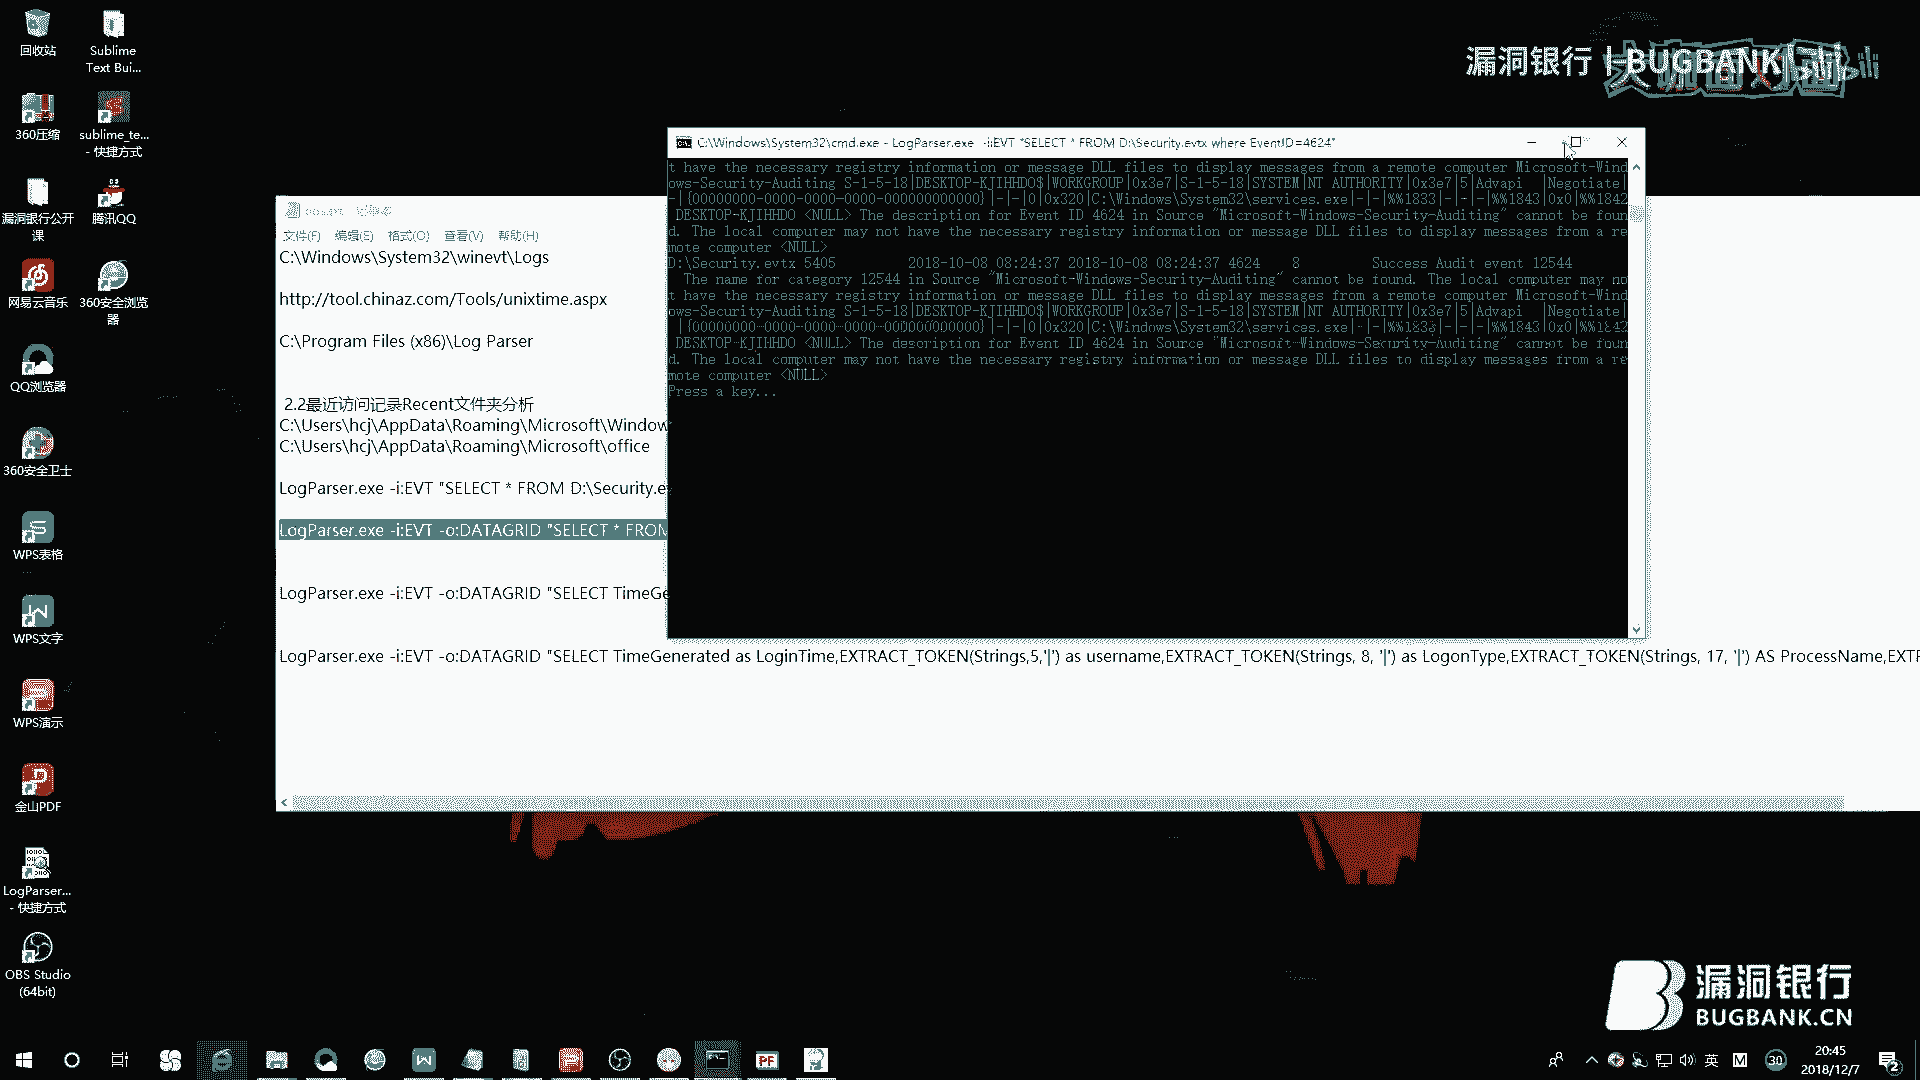 回收站
Sublime
Text Bui...
360压缩
sublime_te...
- 快捷方式
漏洞银行公开
课
腾讯QQ
网易云音乐
360安全浏览
器
QQ浏览器
360安全卫士
WPS表格
...
WPS文字
WPS演示
金山PDF
LogParser...
- 快捷方式
OBS Studio
(64bit)
漏洞银行 | BUGBANK
文件(F) 编辑(E) 格式(O) 查看(V) 帮助(H)
C:\Windows\System32\winevt\Logs
http://tool.chinaz.com/Tools/unixtime.aspx
C:\Program Files (x86)\Log Parser
2.2最近访问记录Recent文件夹分析
C:\Users\hcj\AppData\Roaming\Microsoft\Window
C:\Users\hcj\AppData\Roaming\Microsoft\office
LogParser.exe -i:EVT "SELECT * FROM D:\Security.e
LogParser.exe -i:EVT -o:DATAGRID "SELECT * FROM
LogParser.exe -i:EVT -o:DATAGRID "SELECT TimeGe
LogParser.exe -i:EVT -o:DATAGRID "SELECT TimeGenerated as LoginTime,EXTRACT_TOKEN(Strings,5,'|') as username,EXTRACT_TOKEN(Strings, 8, '|') as LogonType,EXTRACT_TOKEN(Strings, 17, '|') AS ProcessName,EXT
C:\Windows\System32\cmd.exe - LogParser.exe -i:EVT "SELECT * FROM D:\Security.evtx where EventID=4624"
t have the necessary registry information or message DLL files to display messages from a remote computer Microsoft-Wind
ows-Security-Auditing S-1-5-18|DESKTOP-KJIHHDO$|WORKGROUP|0x3e7|S-1-5-18|SYSTEM|NT AUTHORITY|0x3e7|5|Advapi |Negotiate|
-|{00000000-0000-0000-0000-000000000000}|-|-|0|0x320|C:\Windows\System32\services.exe|-|-|%%1833|-|-|-|%%1843|0x0|%%1842
DESKTOP-KJIHHDO <NULL> The description for Event ID 4624 in Source "Microsoft-Windows-Security-Auditing" cannot be foun
d. The local computer may not have the necessary registry information or message DLL files to display messages from a re
mote computer <NULL>
D:\Security.evtx 5405 2018-10-08 08:24:37 2018-10-08 08:24:37 4624 8 Success Audit event 12544
The name for category 12544 in Source "Microsoft-Windows-Security-Auditing" cannot be found. The local computer may no
t have the necessary registry information or message DLL files to display messages from a remote computer Microsoft-Wind
ows-Security-Auditing S-1-5-18|DESKTOP-KJIHHDO$|WORKGROUP|0x3e7|S-1-5-18|SYSTEM|NT AUTHORITY|0x3e7|5|Advapi |Negotiate|
|{00000000-0000-0000-0000-000000000000}|-|-|0|0x320|C:\Windows\System32\services.exe|-|-|%%1833|-|-|-|%%1843|0x0|%%1842
DESKTOP-KJIHHDO <NULL> The description for Event ID 4624 in Source "Microsoft-Windows-Security-Auditing" cannot be foun
d. The local computer may not have the necessary registry information or message DLL files to display messages from a re
mote computer <NULL>
Press a key...
漏洞银行
BUGBANK.CN
英 M 30
20:45
2018/12/7
2